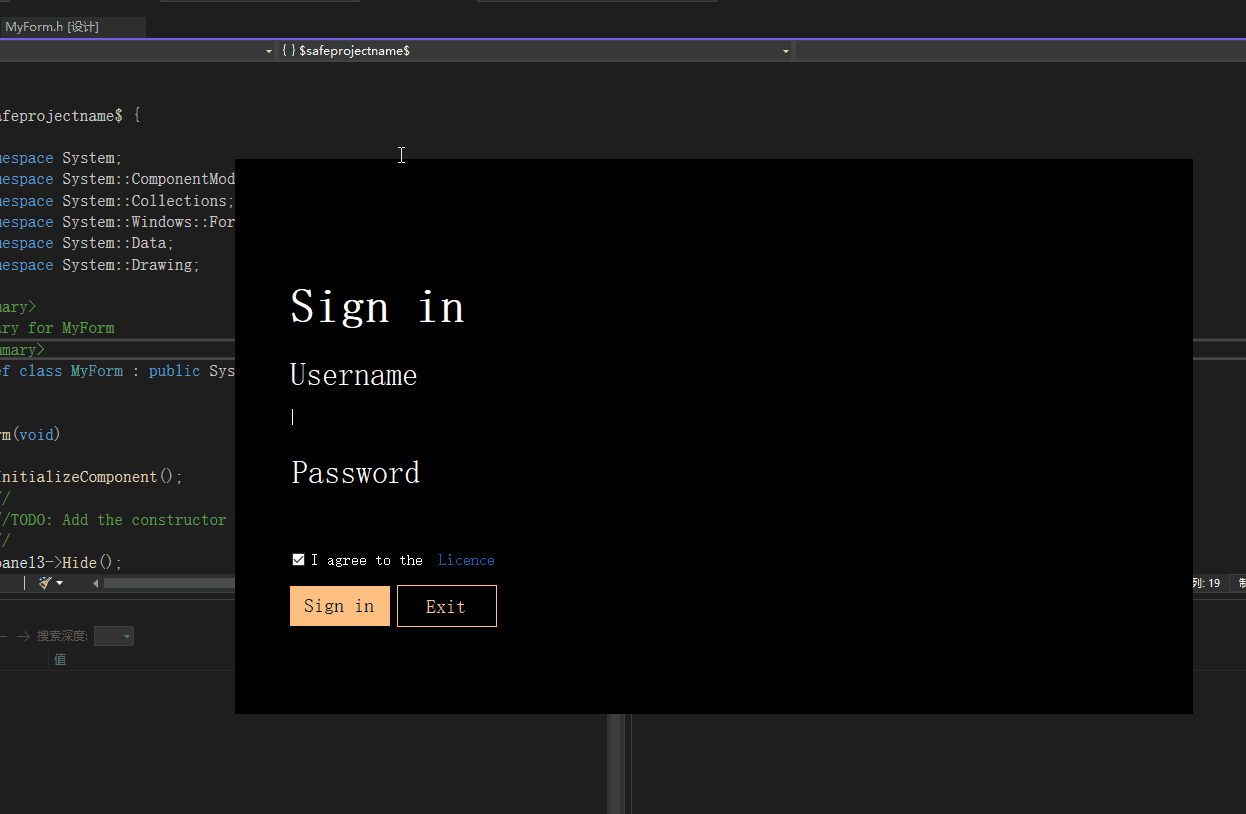 MyForm.h [设计]
{ } $safeprojectname$
afeprojectname$ {
espace System;
espace System::ComponentMod
espace System::Collections;
espace System::Windows::For
espace System::Data;
espace System::Drawing;
mary>
ary for MyForm
mmary>
ef class MyForm : public Sys
rm(void)
InitializeComponent();
//
//TODO: Add the constructor
//
panel3->Hide();
Sign in
Username
Password
I agree to the Licence
Sign in
Exit
列: 19
制
搜索深度:
值